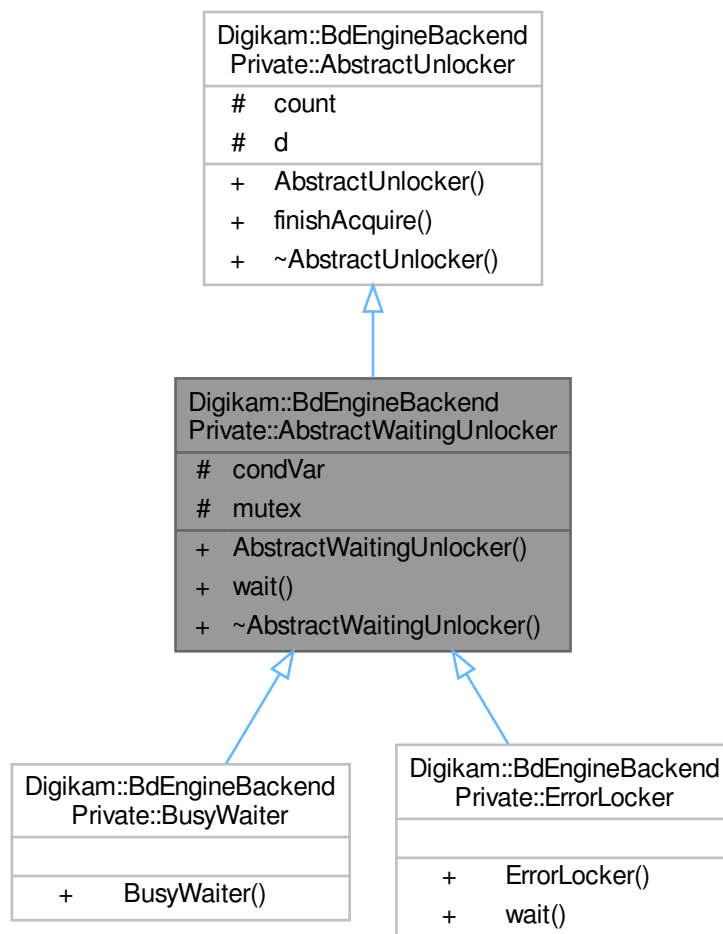 Digikam::BdEngineBackend
Private::AbstractUnlocker
# count
# d
+ AbstractUnlocker()
+ finishAcquire()
+ ~AbstractUnlocker()
Digikam::BdEngineBackend
Private::AbstractWaitingUnlocker
# condVar
# mutex
+ AbstractWaitingUnlocker()
+ wait()
+ ~AbstractWaitingUnlocker()
Digikam::BdEngineBackend
Private::BusyWaiter
+ BusyWaiter()
Digikam::BdEngineBackend
Private::ErrorLocker
+ ErrorLocker()
+ wait()